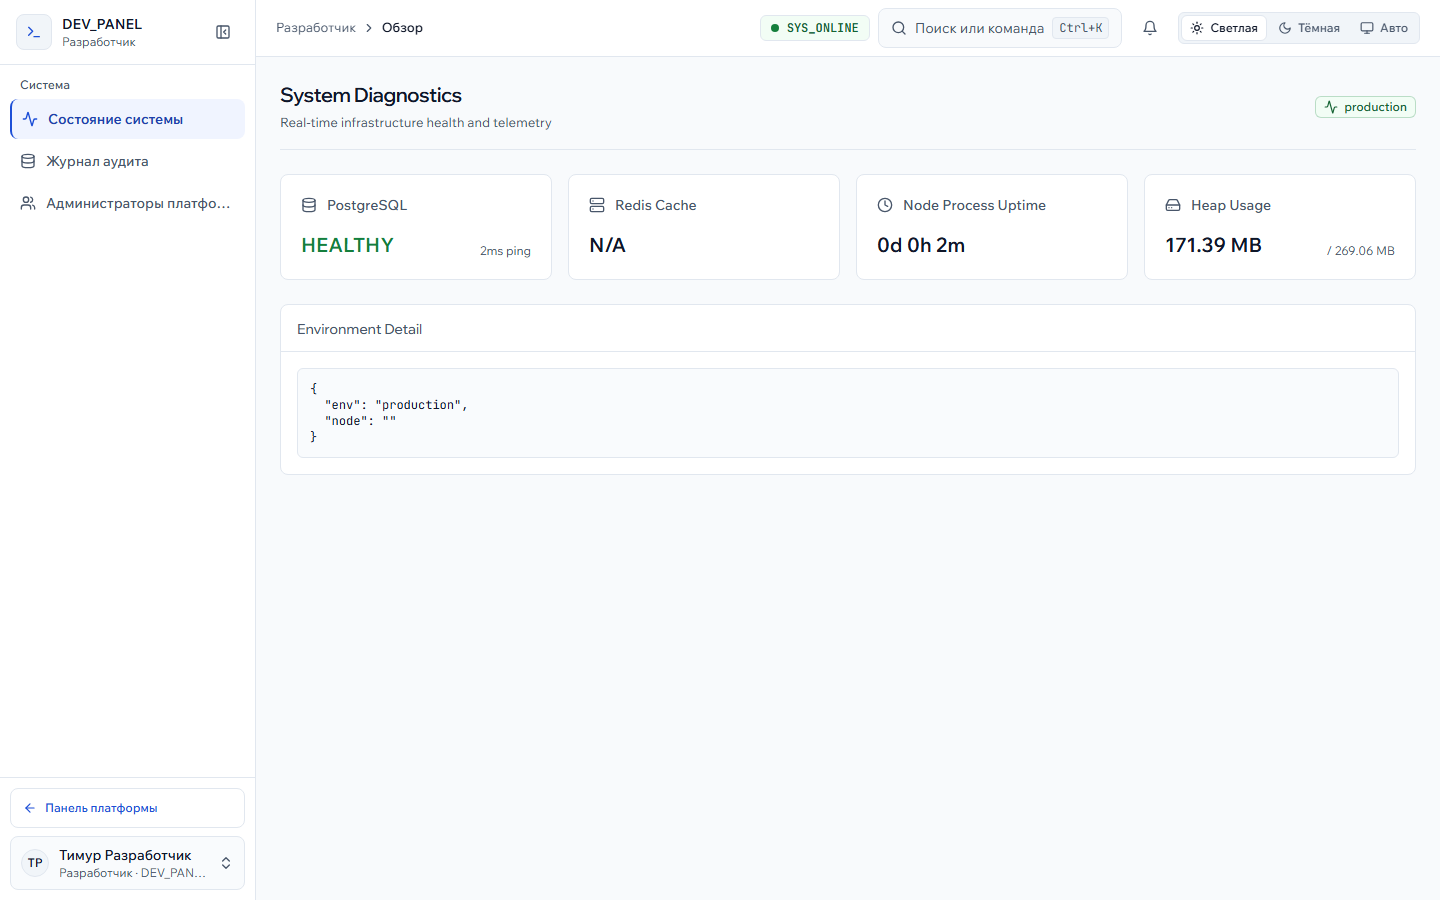 DEV_PANEL
Разработчик
Система
Состояние системы
Журнал аудита
Администраторы платфо...
Панель платформы
TP
Тимур Разработчик
Разработчик · DEV_PAN...
Разработчик > Обзор
SYS_ONLINE
Поиск или команда
Ctrl+K
Светлая
Тёмная
Авто
System Diagnostics
Real-time infrastructure health and telemetry
production
PostgreSQL
HEALTHY
2ms ping
Redis Cache
N/A
Node Process Uptime
0d 0h 2m
Heap Usage
171.39 MB
/ 269.06 MB
Environment Detail
{
"env": "production",
"node": ""
}